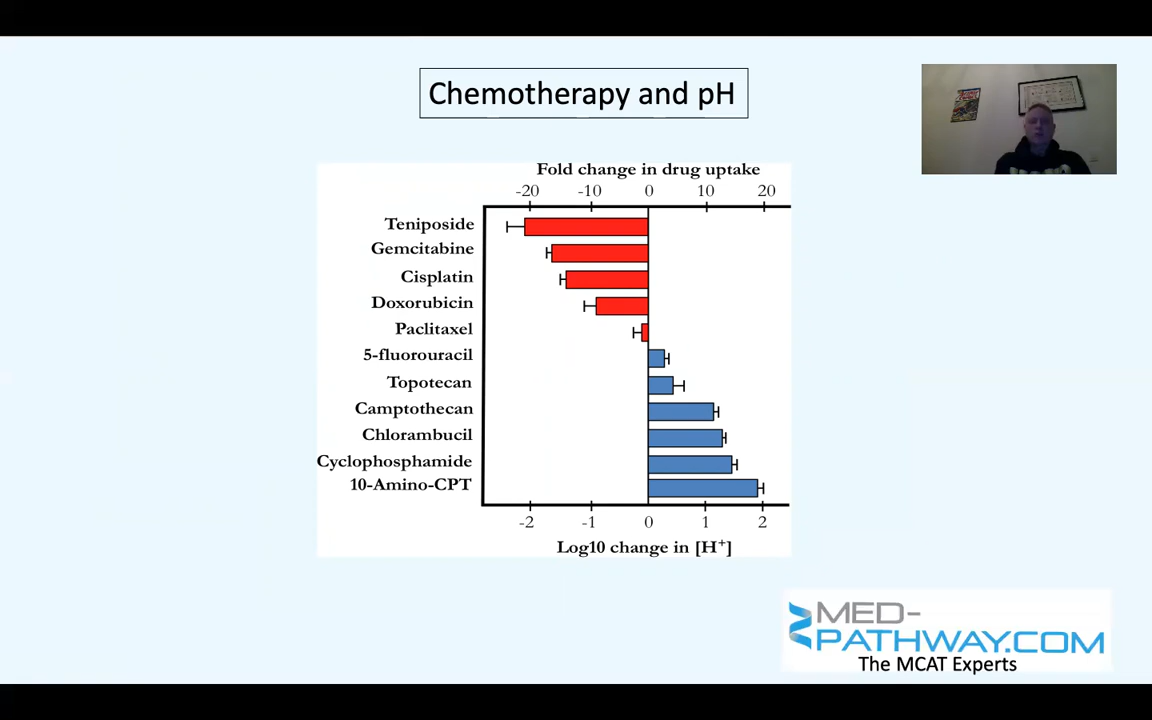 Chemotherapy and pH
Fold change in drug uptake
-20 -10 0 10 20
Teniposide
Gemcitabine
Cisplatin
Doxorubicin
Paclitaxel
5-fluorouracil
Topotecan
Camptothecan
Chlorambucil
Cyclophosphamide
10-Amino-CPT
-2 -1 0 1 2
Log10 change in [H⁺]
MED-
PATHWAY.COM
The MCAT Experts